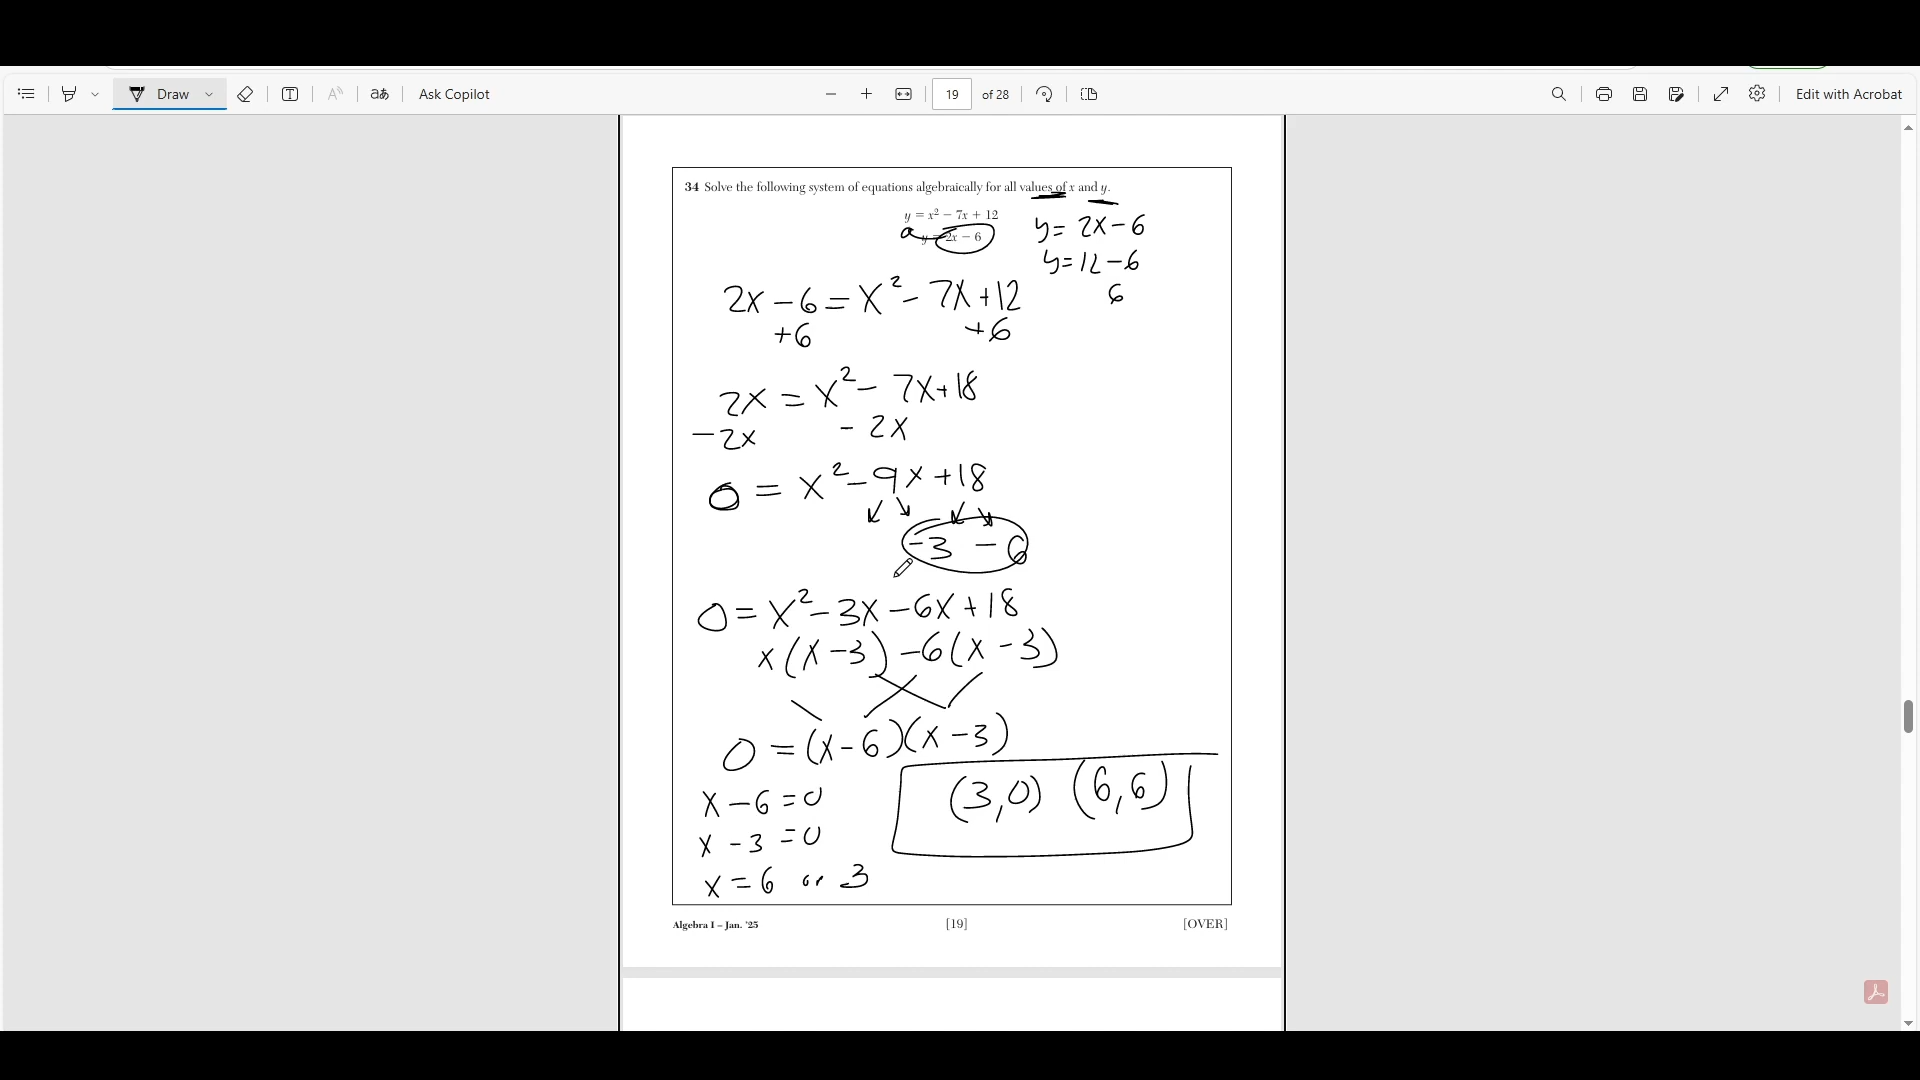 Draw
aあ
Ask Copilot
19 of 28
Edit with Acrobat
34 Solve the following system of equations algebraically for all values of x and y.
y = x² − 7x + 12
y = 2x − 6
y = 2x − 6
y = 12 − 6
6
2x − 6 = x² − 7x + 12
+6 +6
2x = x² − 7x + 18
−2x − 2x
0 = x² − 9x + 18
−3 − 6
0 = x² − 3x − 6x + 18
x(x − 3) − 6(x − 3)
0 = (x − 6)(x − 3)
(3,0) (6,6)
x − 6 = 0
x − 3 = 0
x = 6 or 3
Algebra I – Jan. ’25 [19] [OVER]